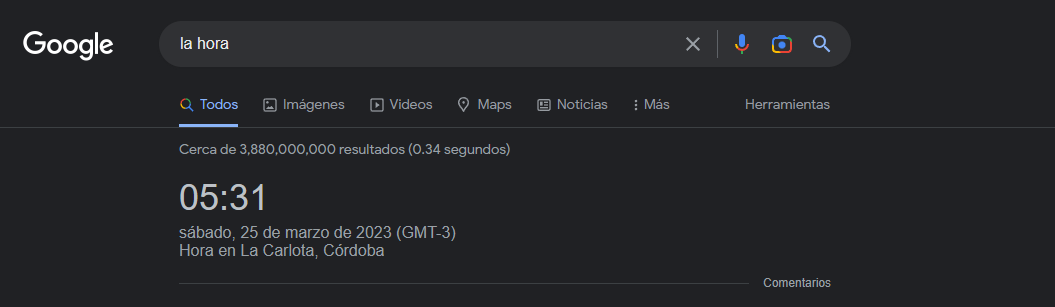 Google
la hora
Todos Imágenes Videos Maps Noticias Más Herramientas
Cerca de 3,880,000,000 resultados (0.34 segundos)
05:31
sábado, 25 de marzo de 2023 (GMT-3)
Hora en La Carlota, Córdoba
Comentarios